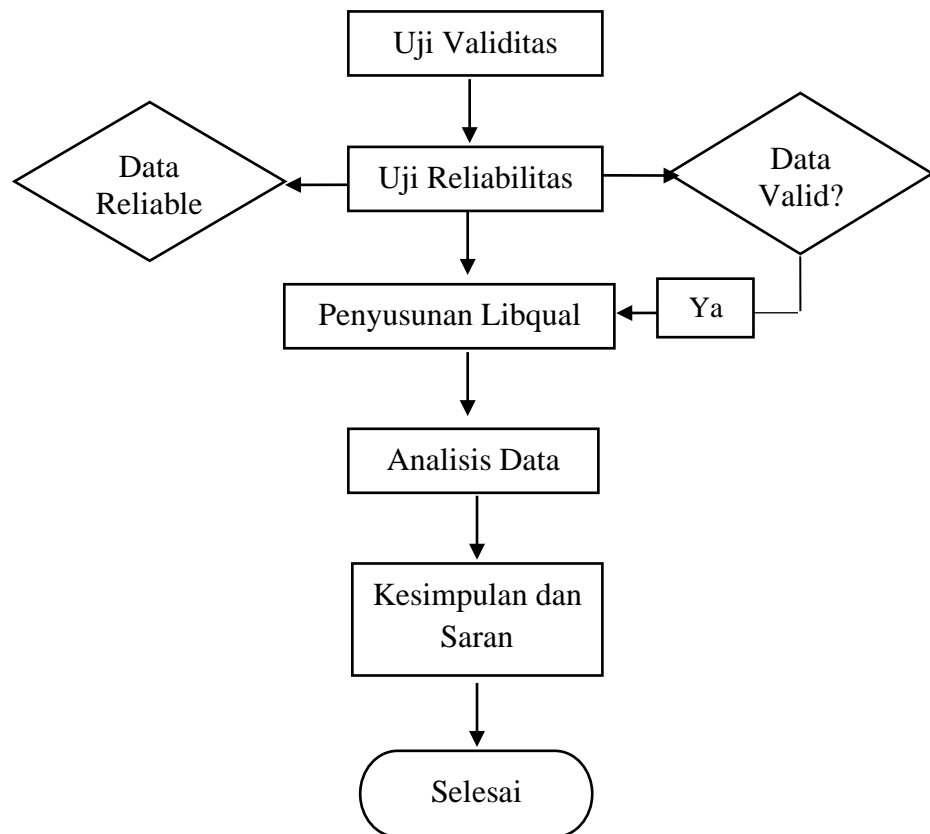 Uji Validitas
Data
Reliable
Uji Reliabilitas
Data
Valid?
Penyusunan Libqual
Ya
Analisis Data
Kesimpulan dan
Saran
Selesai